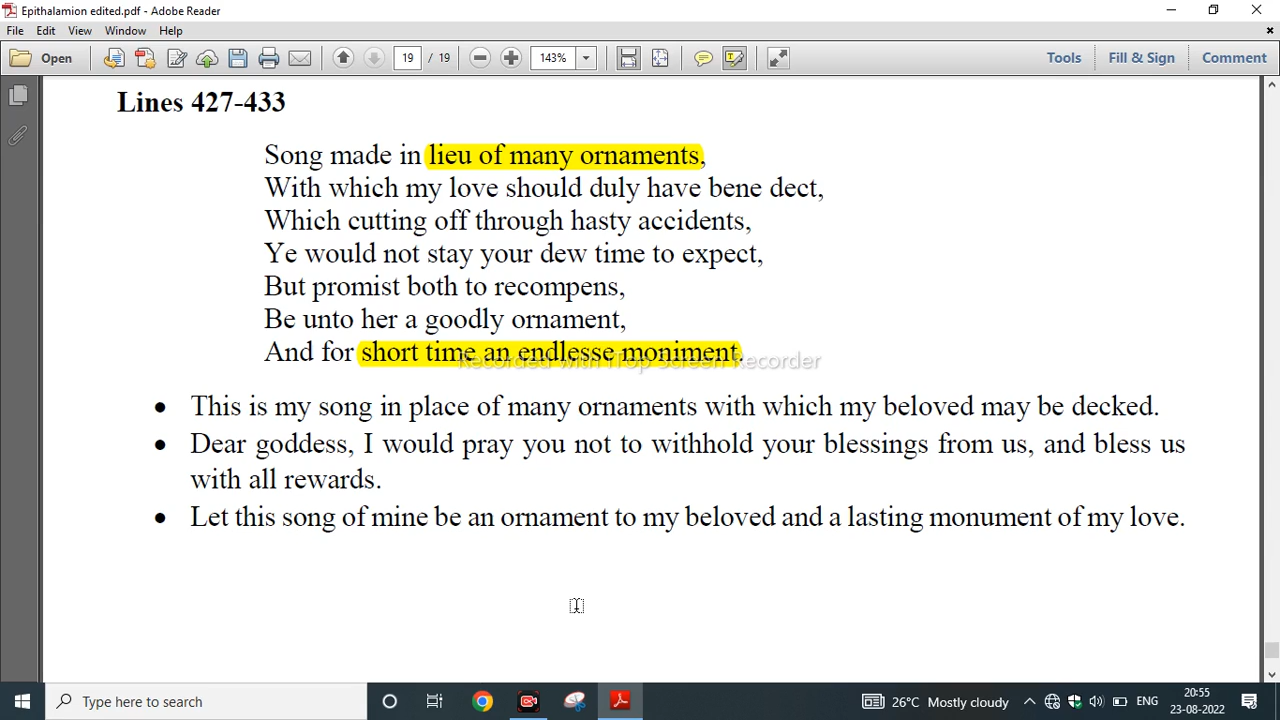 Epithalamion edited.pdf - Adobe Reader
File Edit View Window Help
Open 19 / 19 143% Tools Fill & Sign Comment
Lines 427-433
Song made in lieu of many ornaments,
With which my love should duly have bene dect,
Which cutting off through hasty accidents,
Ye would not stay your dew time to expect,
But promist both to recompens,
Be unto her a goodly ornament,
And for short time an endlesse moniment.
Recorded with iTop Screen Recorder
• This is my song in place of many ornaments with which my beloved may be decked.
• Dear goddess, I would pray you not to withhold your blessings from us, and bless us
with all rewards.
• Let this song of mine be an ornament to my beloved and a lasting monument of my love.
Type here to search 26°C Mostly cloudy ENG 20:55
23-08-2022